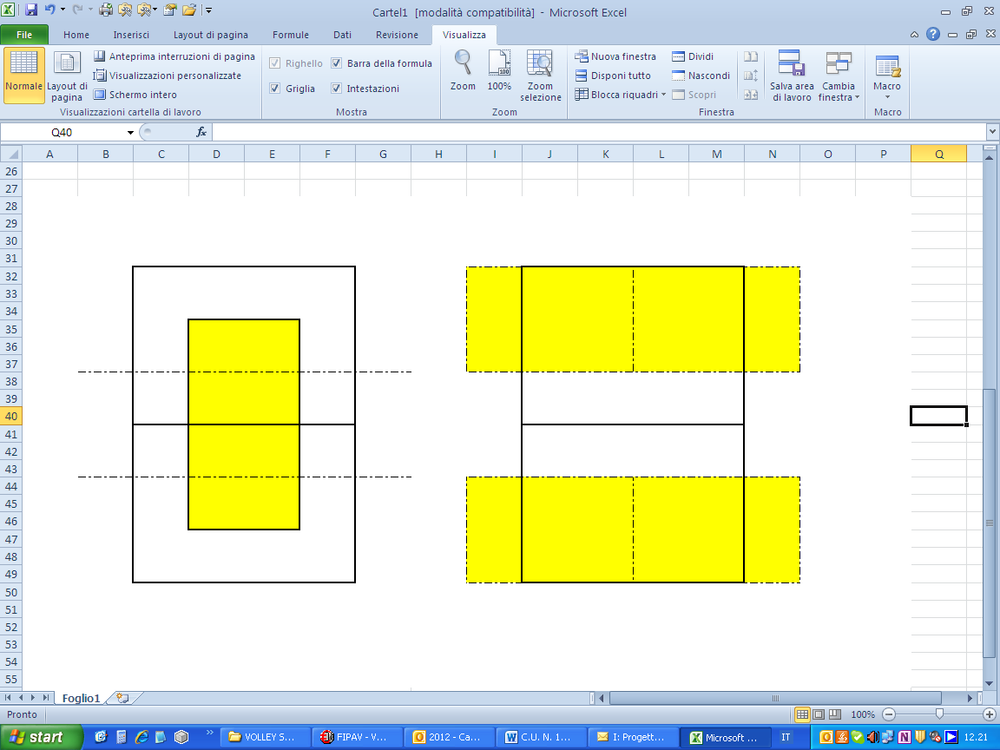 Cartel1 [modalità compatibilità] - Microsoft Excel
File Home Inserisci Layout di pagina Formule Dati Revisione Visualizza
Normale
Layout di pagina
Anteprima interruzioni di pagina
Visualizzazioni personalizzate
Schermo intero
Visualizzazioni cartella di lavoro
Righello
Barra della formula
Griglia
Intestazioni
Mostra
Zoom
100%
Zoom selezione
Zoom
Nuova finestra
Disponi tutto
Blocca riquadri
Dividi
Nascondi
Scopri
Salva area di lavoro
Cambia finestra
Finestra
Macro
Macro
Q40
fx
A B C D E F G H I J K L M N O P Q
26
27
28
29
30
31
32
33
34
35
36
37
38
39
40
41
42
43
44
45
46
47
48
49
50
51
52
53
54
55
Foglio1
Pronto
100%
start
VOLLEY S...
FIPAV - V...
2012 - Ca...
C.U. N. 1...
I: Progett...
Microsoft ...
IT
12.21